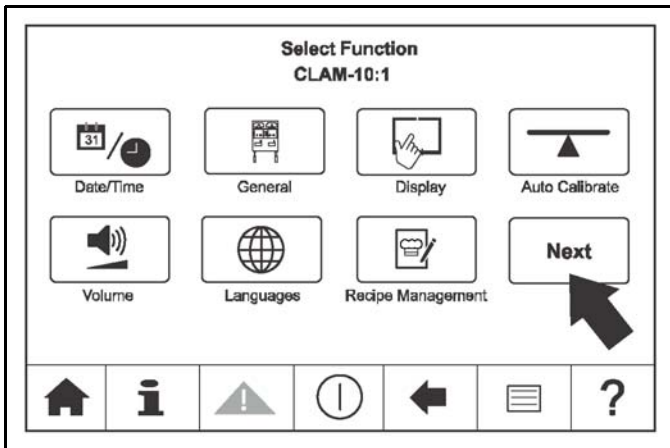 Select Function
CLAM-10:1
31
Date/Time
General
Display
Auto Calibrate
Volume
Languages
Recipe Management
Next
i
!
?